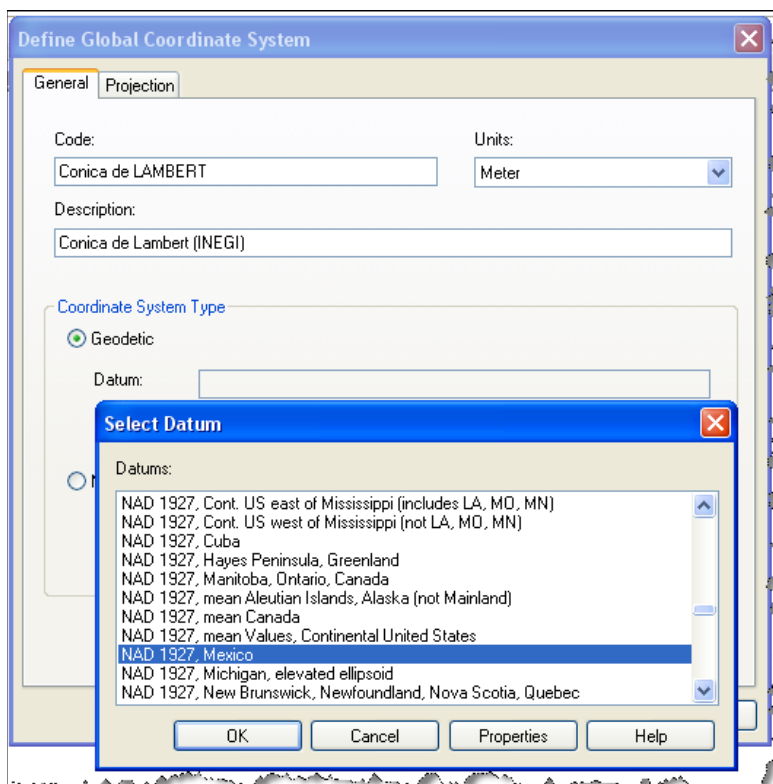 Define Global Coordinate System
General Projection
Code: Units:
Conica de LAMBERT Meter
Description:
Conica de Lambert (INEGI)
Coordinate System Type
Geodetic
Datum:
Select Datum
Datums:
NAD 1927, Cont. US east of Mississippi (includes LA, MO, MN)
NAD 1927, Cont. US west of Mississippi (not LA, MO, MN)
NAD 1927, Cuba
NAD 1927, Hayes Peninsula, Greenland
NAD 1927, Manitoba, Ontario, Canada
NAD 1927, mean Aleutian Islands, Alaska (not Mainland)
NAD 1927, mean Canada
NAD 1927, mean Values, Continental United States
NAD 1927, Mexico
NAD 1927, Michigan, elevated ellipsoid
NAD 1927, New Brunswick, Newfoundland, Nova Scotia, Quebec
OK Cancel Properties Help